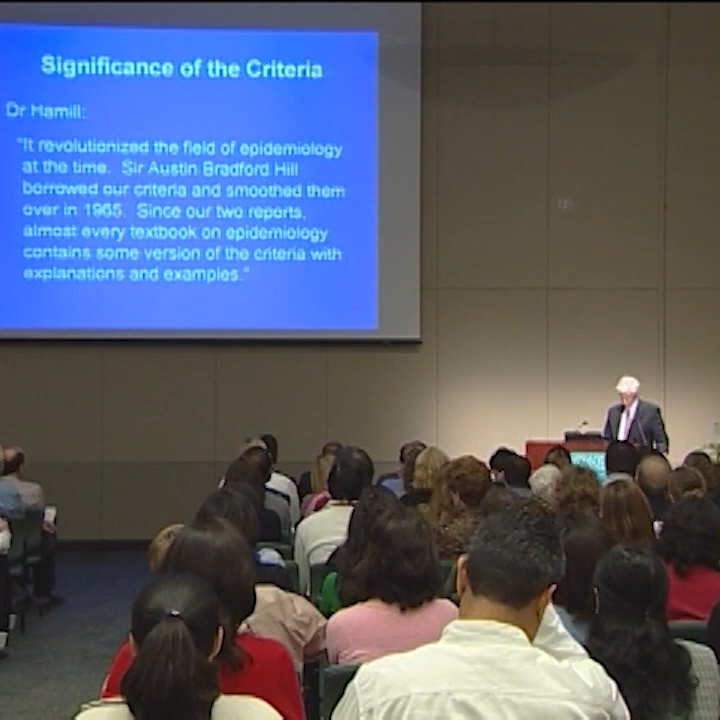 Significance of the Criteria
Dr Hamill:
"It revolutionized the field of epidemiology
at the time. Sir Austin Bradford Hill
borrowed our criteria and smoothed them
over in 1965. Since our two reports,
almost every textbook on epidemiology
contains some version of the criteria with
explanations and examples."